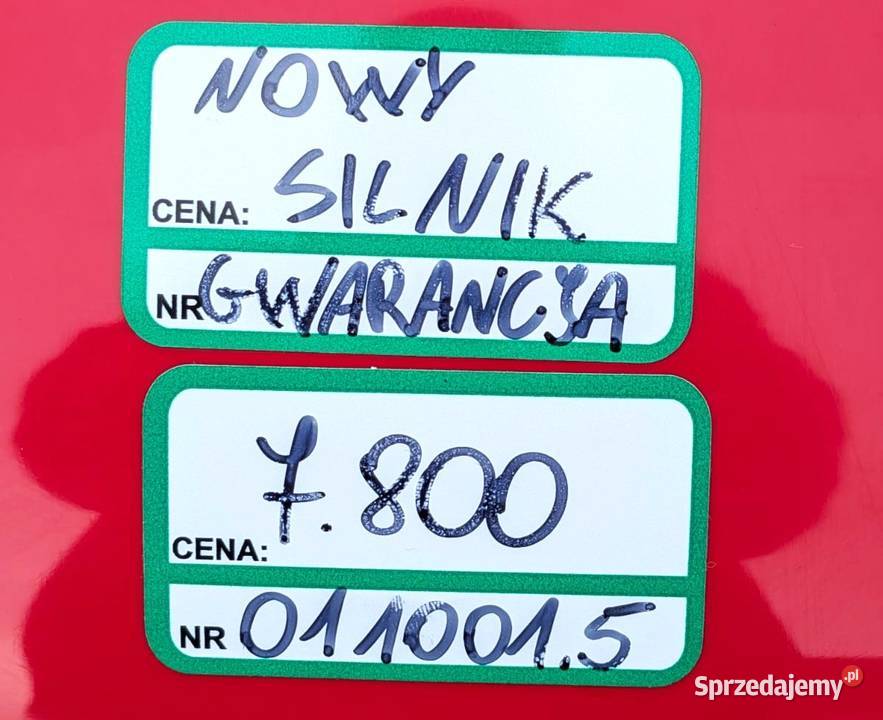 NOWY
CENA: SILNIK
NR GWARANCJA
7.800
CENA:
NR 011001.5
Sprzedajemy.pl